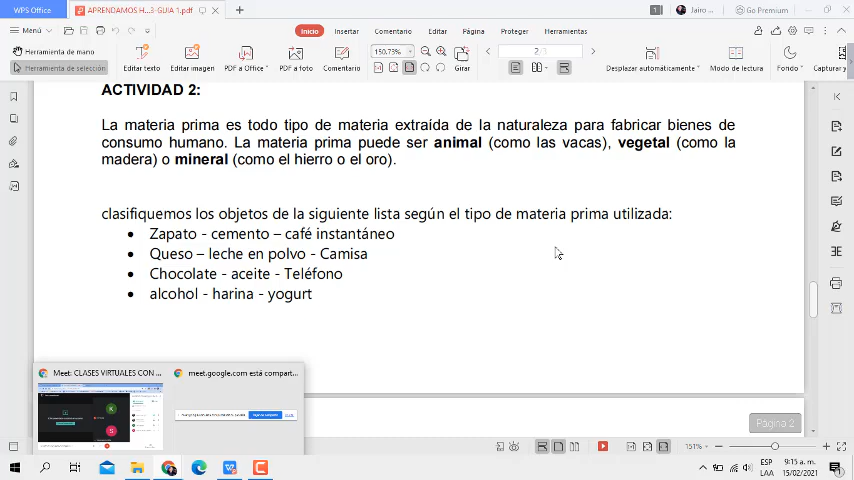 WPS Office
APRENDAMOS H...3-GUIA 1.pdf
1
Jairo ...
Go Premium
Menú
Inicio
Insertar
Comentario
Editar
Página
Proteger
Herramientas
Herramienta de mano
Herramienta de selección
Editar texto
Editar imagen
PDF a Office
PDF a foto
Comentario
150.73%
Girar
2/3
Desplazar automáticamente
Modo de lectura
Fondo
Capturar y
ACTIVIDAD 2:
La materia prima es todo tipo de materia extraída de la naturaleza para fabricar bienes de
consumo humano. La materia prima puede ser animal (como las vacas), vegetal (como la
madera) o mineral (como el hierro o el oro).
clasifiquemos los objetos de la siguiente lista según el tipo de materia prima utilizada:
• Zapato - cemento – café instantáneo
• Queso – leche en polvo - Camisa
• Chocolate - aceite - Teléfono
• alcohol - harina - yogurt
Meet: CLASES VIRTUALES CON ...
meet.google.com está compart...
K
S
Página 2
151%
ESP
LAA
9:15 a. m.
15/02/2021